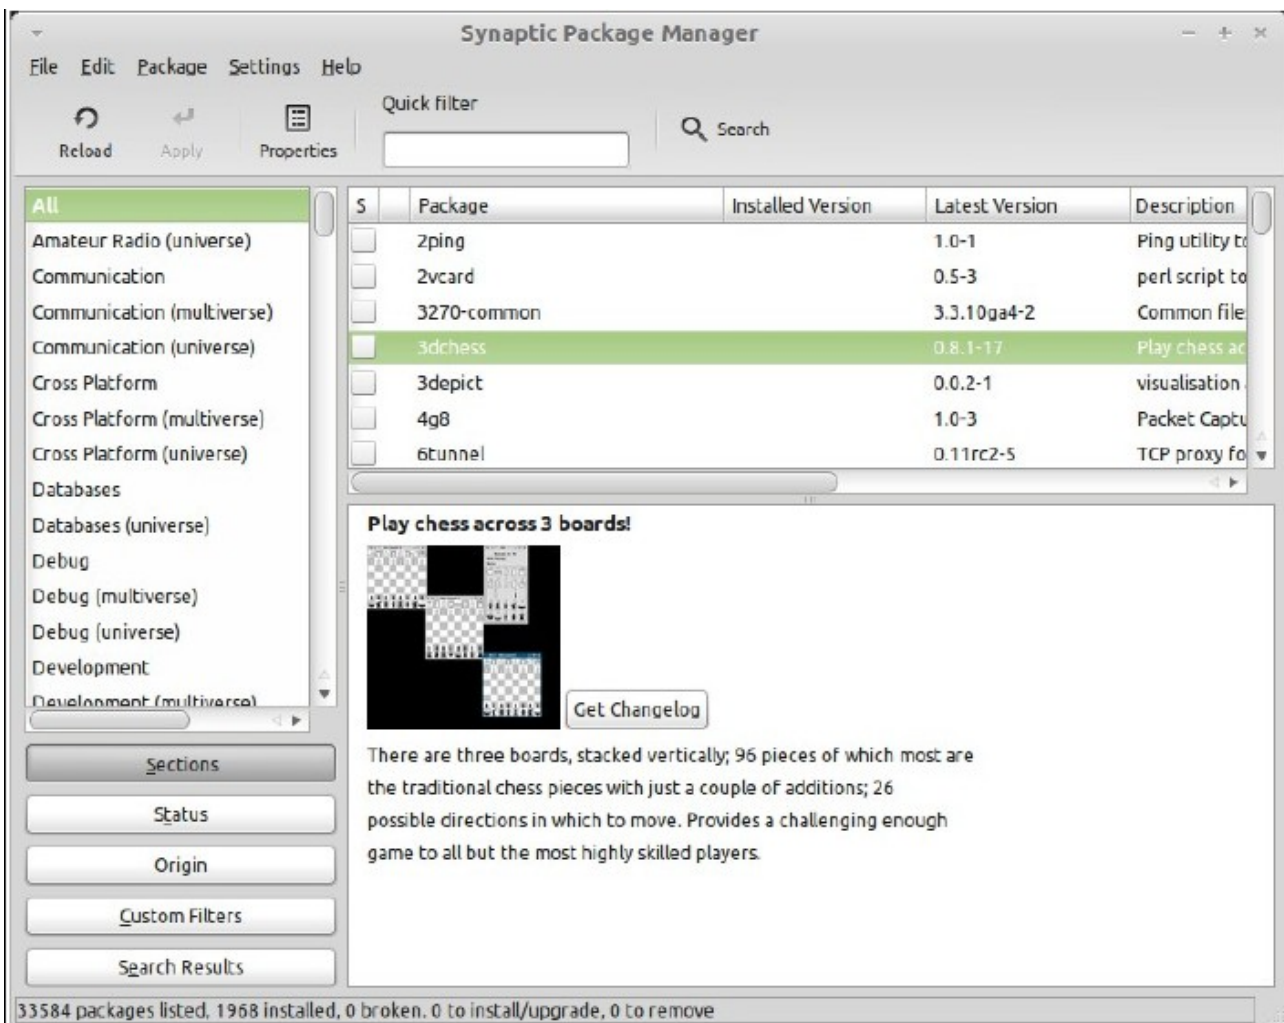 Synaptic Package Manager
File Edit Package Settings Help
Quick filter
Reload Apply Properties Search
All
Amateur Radio (universe)
Communication
Communication (multiverse)
Communication (universe)
Cross Platform
Cross Platform (multiverse)
Cross Platform (universe)
Databases
Databases (universe)
Debug
Debug (multiverse)
Debug (universe)
Development
Development (multiverse)
Sections
Status
Origin
Custom Filters
Search Results
S Package Installed Version Latest Version Description
2ping 1.0-1 Ping utility to
2vcard 0.5-3 perl script to
3270-common 3.3.10ga4-2 Common file
3dchess 0.8.1-17 Play chess ac
3depict 0.0.2-1 visualisation
4g8 1.0-3 Packet Captu
6tunnel 0.11rc2-5 TCP proxy fo
Play chess across 3 boards!
Get Changelog
There are three boards, stacked vertically; 96 pieces of which most are
the traditional chess pieces with just a couple of additions; 26
possible directions in which to move. Provides a challenging enough
game to all but the most highly skilled players.
33584 packages listed, 1968 installed, 0 broken. 0 to install/upgrade, 0 to remove